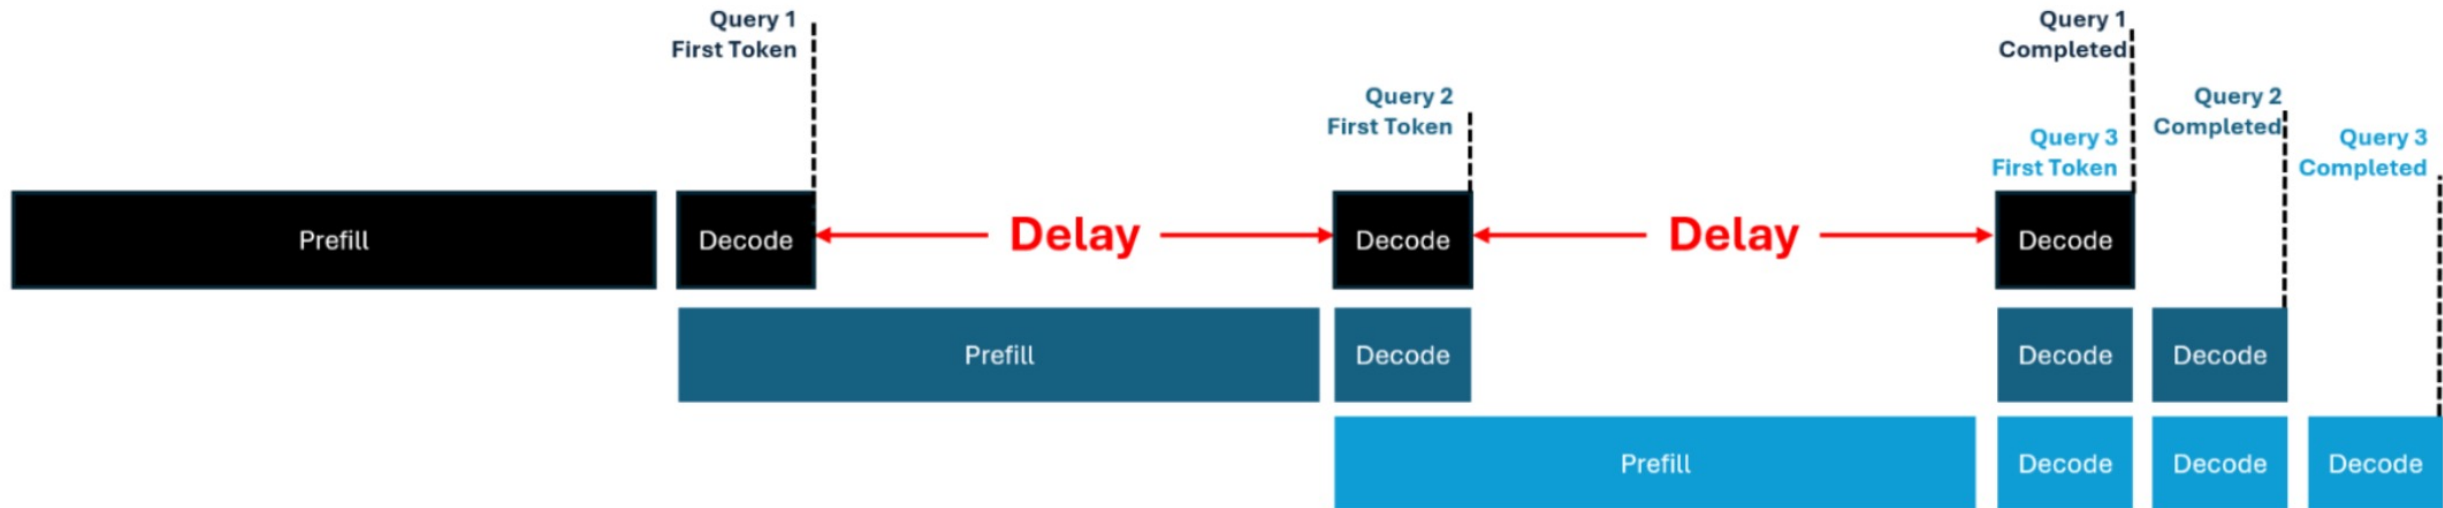 Query 1
First Token
Query 1
Completed
Query 2
First Token
Query 2
Completed
Query 3
First Token
Query 3
Completed
Prefill
Decode
Delay
Decode
Delay
Decode
Prefill
Decode
Decode
Decode
Prefill
Decode
Decode
Decode